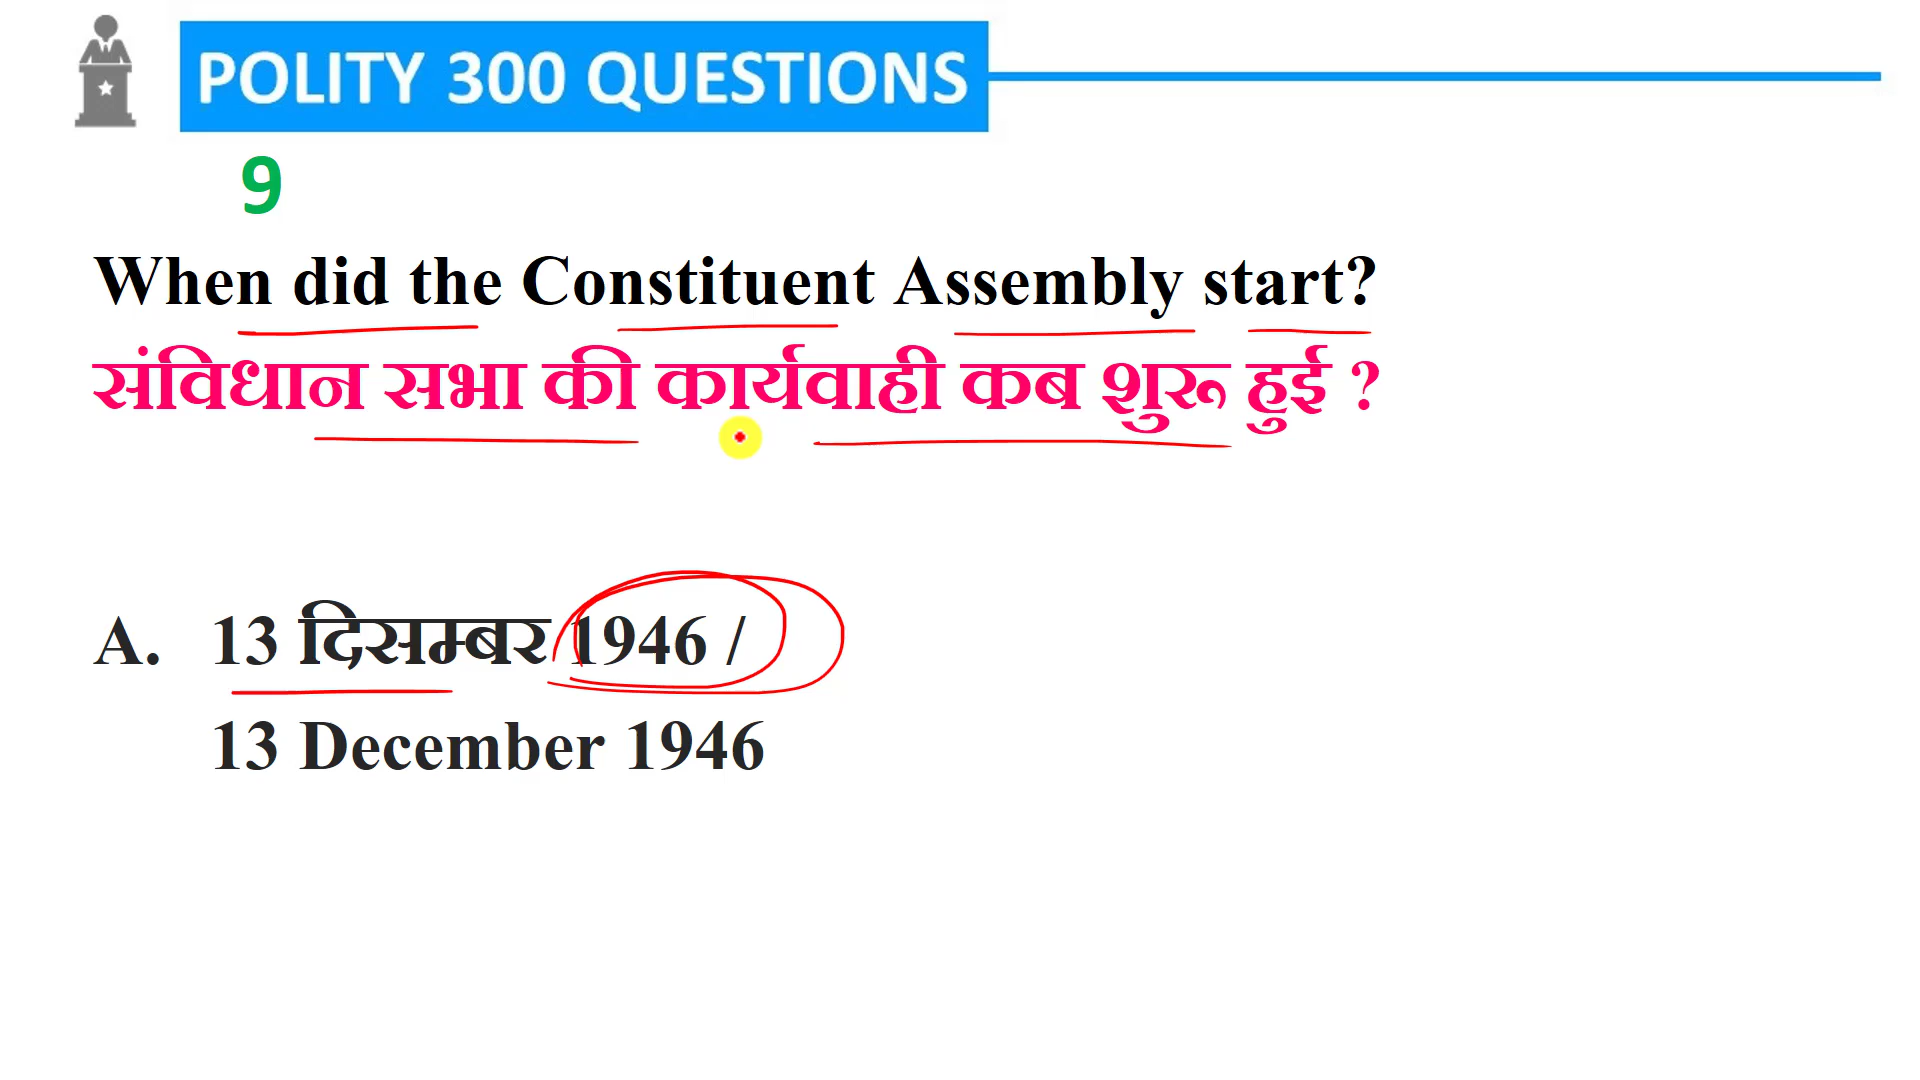 POLITY 300 QUESTIONS
9
When did the Constituent Assembly start?
संविधान सभा की कार्यवाही कब शुरू हुई ?
A. 13 दिसम्बर 1946 /
13 December 1946